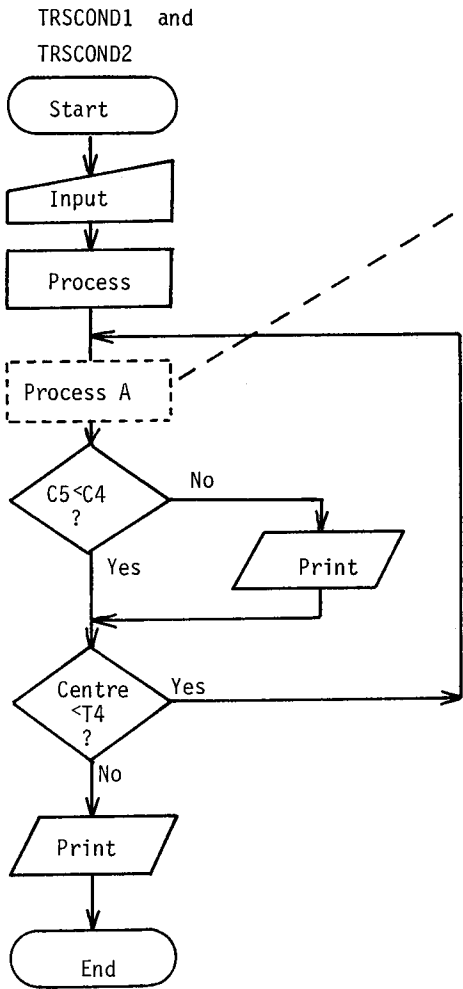 TRSCOND1 and
TRSCOND2
Start
Input
Process
Process A
C5<C4
?
No
Yes
Print
Centre
<T4
?
Yes
No
Print
End